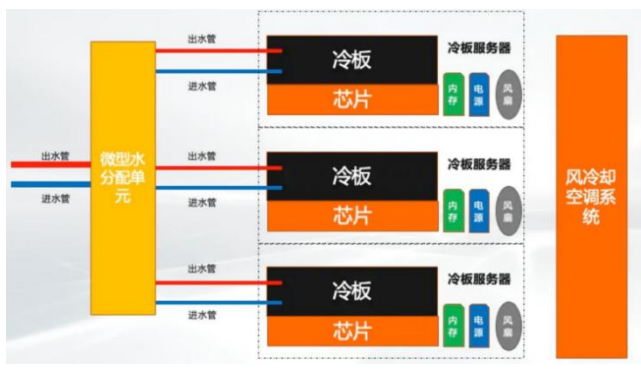 出水管
进水管
微型水
分配单
元
出水管
进水管
冷板
芯片
冷板服务器
内
存
电
源
风
扇
出水管
进水管
冷板
芯片
冷板服务器
内
存
电
源
风
扇
出水管
进水管
冷板
芯片
冷板服务器
内
存
电
源
风
扇
风冷却
空调系
统